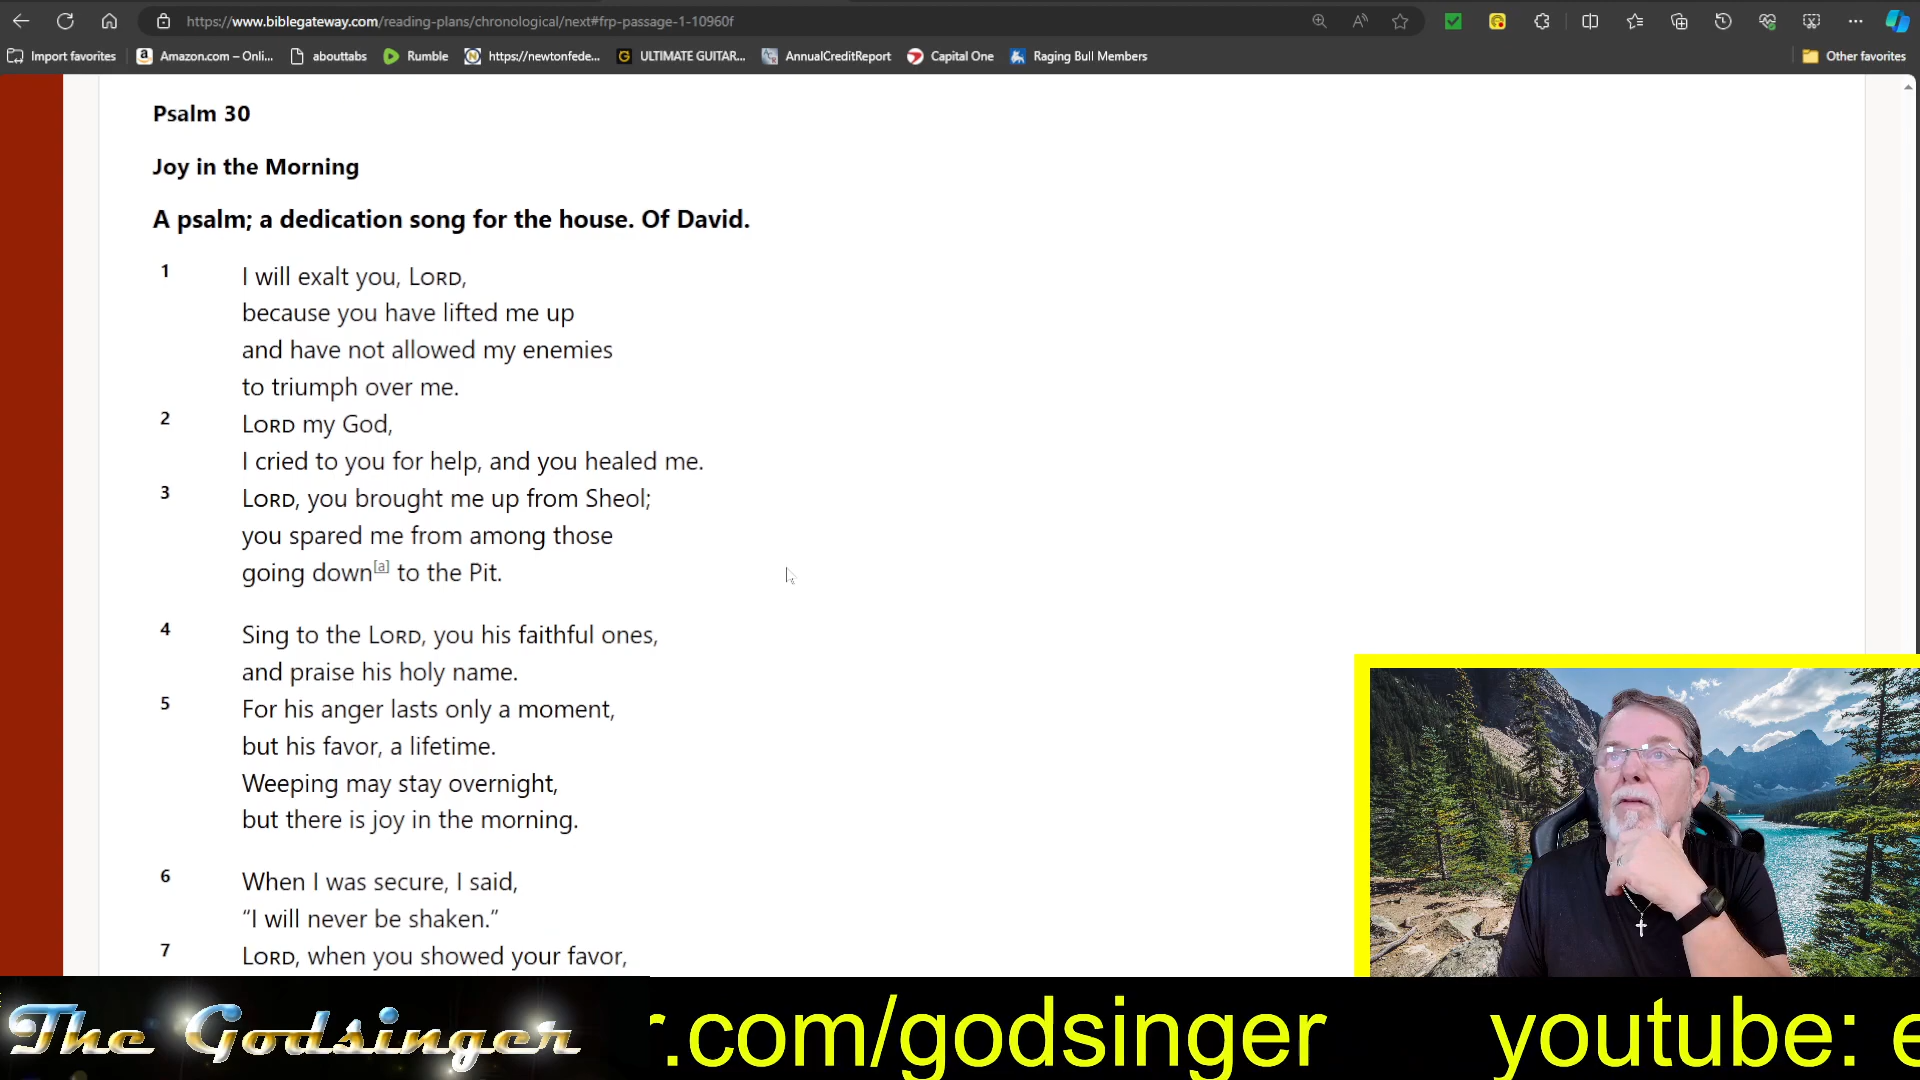 https://www.biblegateway.com/reading-plans/chronological/next#frp-passage-1-10960f
Import favorites Amazon.com – Onli... abouttabs Rumble https://newtonfede... ULTIMATE GUITAR... AnnualCreditReport Capital One Raging Bull Members Other favorites
Psalm 30
Joy in the Morning
A psalm; a dedication song for the house. Of David.
1 I will exalt you, LORD,
because you have lifted me up
and have not allowed my enemies
to triumph over me.
2 LORD my God,
I cried to you for help, and you healed me.
3 LORD, you brought me up from Sheol;
you spared me from among those
going down[a] to the Pit.
4 Sing to the LORD, you his faithful ones,
and praise his holy name.
5 For his anger lasts only a moment,
but his favor, a lifetime.
Weeping may stay overnight,
but there is joy in the morning.
6 When I was secure, I said,
“I will never be shaken.”
7 LORD, when you showed your favor,
The Godsinger r.com/godsinger youtube: e